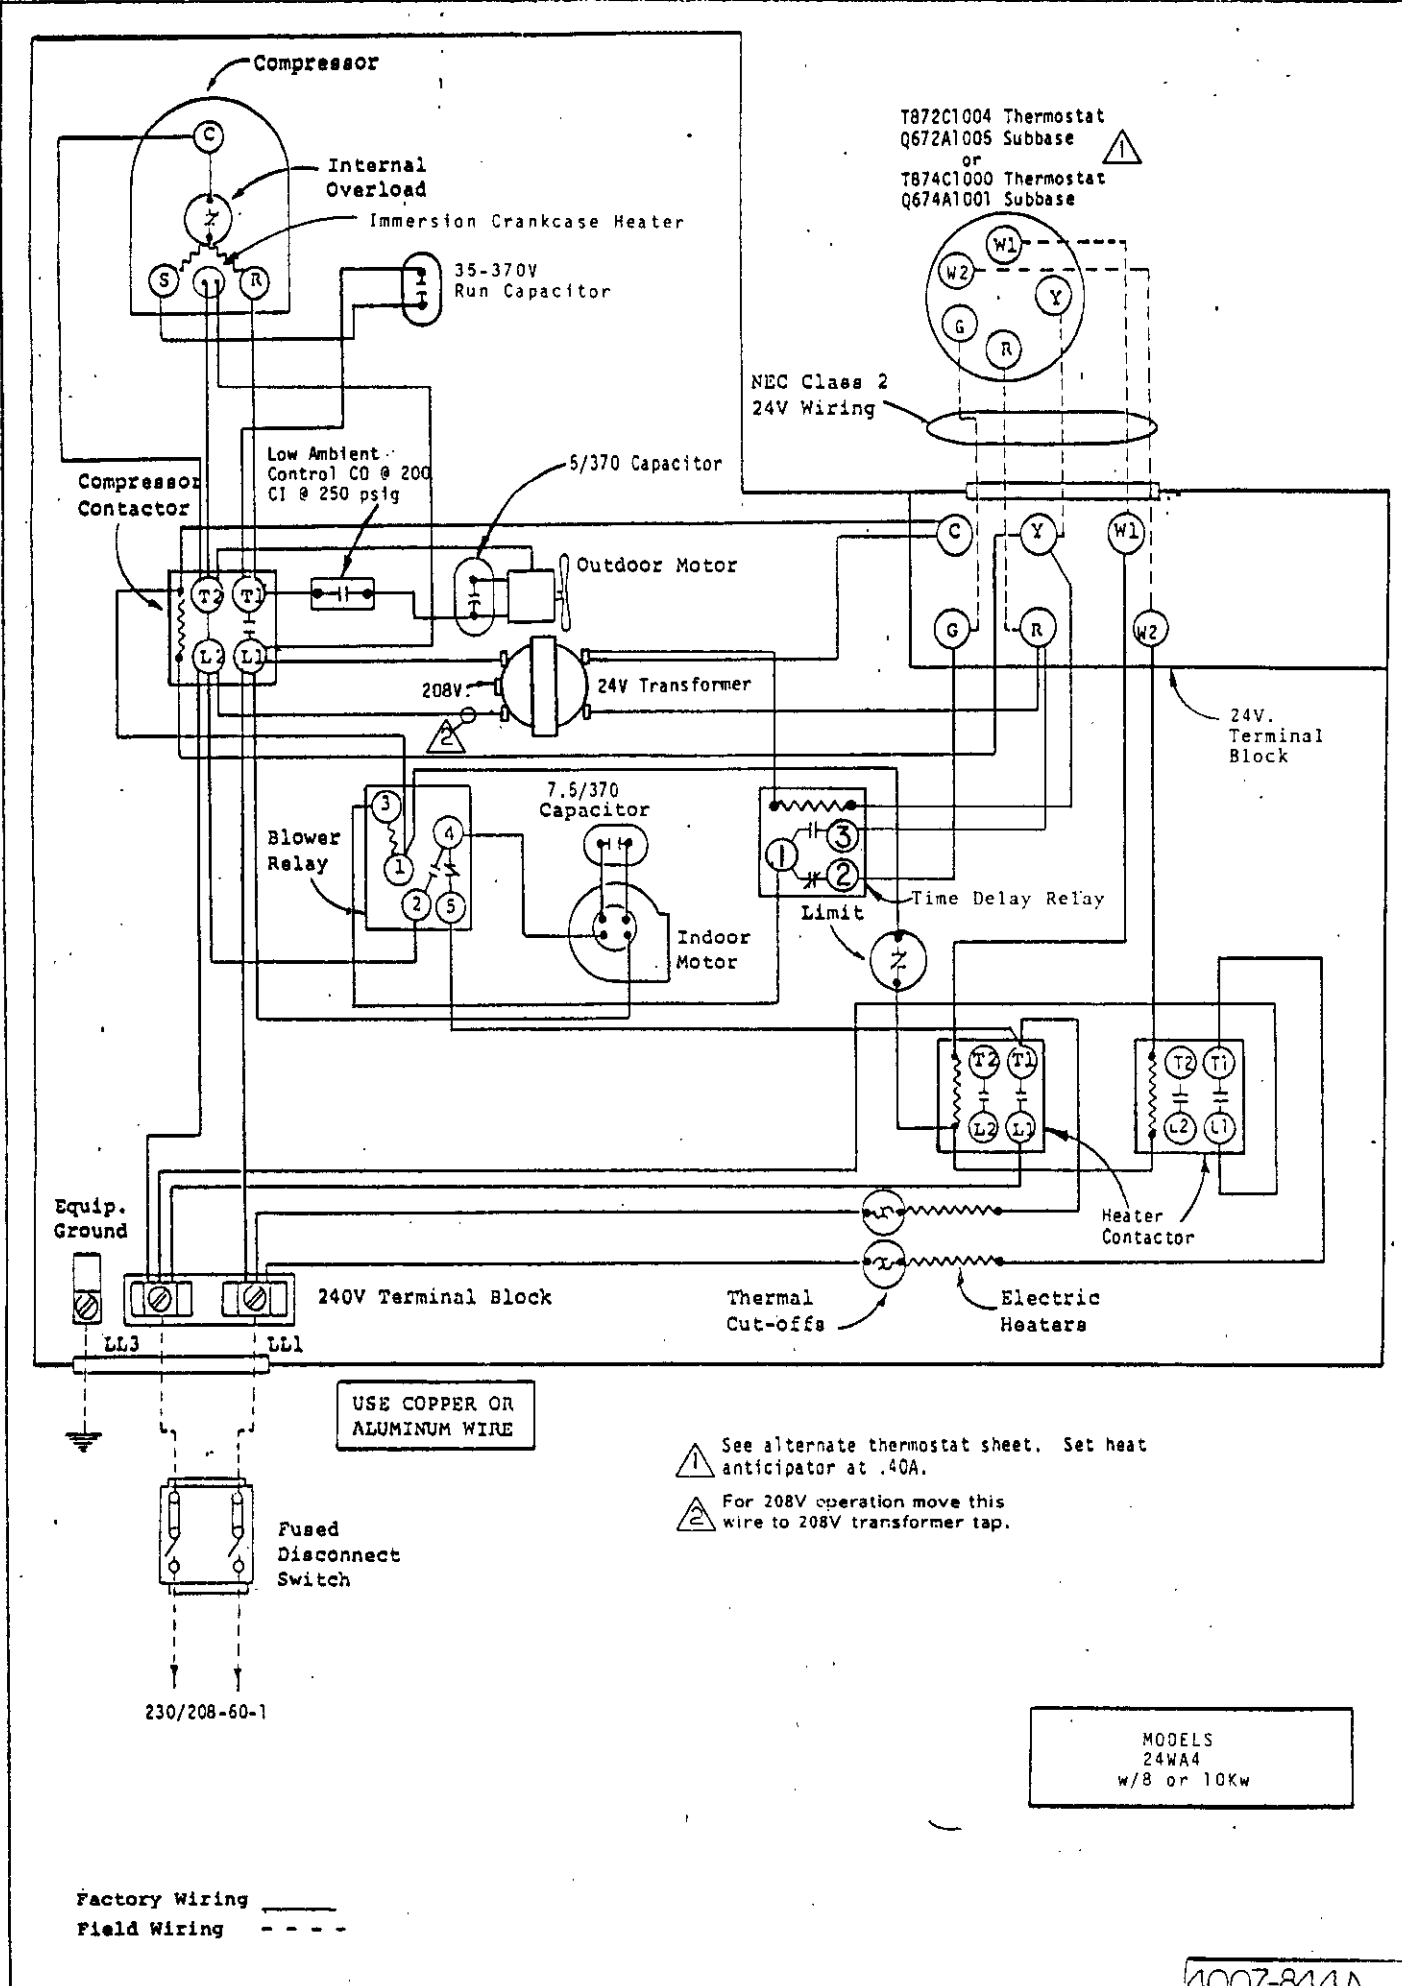 Compressor
C
Internal
Overload
Immersion Crankcase Heater
S
R
35-370V
Run Capacitor
T872C1004 Thermostat
Q672A1005 Subbase
or
T874C1000 Thermostat
Q674A1001 Subbase
1
W1
W2
Y
G
R
NEC Class 2
24V Wiring
Low Ambient
Control CO @ 200
CI @ 250 psig
5/370 Capacitor
Compressor
Contactor
Outdoor Motor
T2
T1
L2
L1
C
Y
W1
G
R
W2
208V.
24V Transformer
2
24V.
Terminal
Block
7.5/370
Capacitor
Blower
Relay
3
4
1
2
5
3
1
2
Time Delay Relay
Limit
Indoor
Motor
T2
T1
L2
L1
T2
T1
L2
L1
Heater
Contactor
Equip.
Ground
240V Terminal Block
LL3
LL1
Thermal
Cut-offs
Electric
Heaters
USE COPPER OR
ALUMINUM WIRE
1
See alternate thermostat sheet. Set heat
anticipator at .40A.
2
For 208V operation move this
wire to 208V transformer tap.
Fused
Disconnect
Switch
230/208-60-1
MODELS
24WA4
w/8 or 10Kw
Factory Wiring
Field Wiring